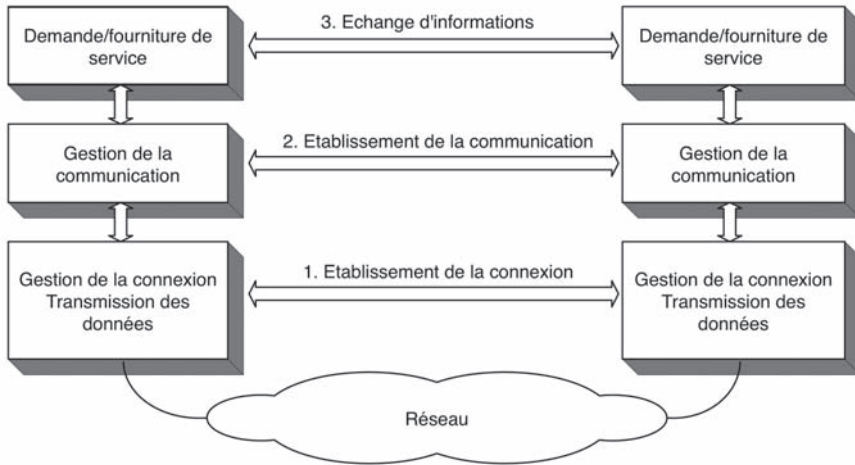 3. Echange d'informations
Demande/fourniture de
service
Demande/fourniture de
service
2. Etablissement de la communication
Gestion de la
communication
Gestion de la
communication
1. Etablissement de la connexion
Gestion de la connexion
Transmission des
données
Gestion de la connexion
Transmission des
données
Réseau